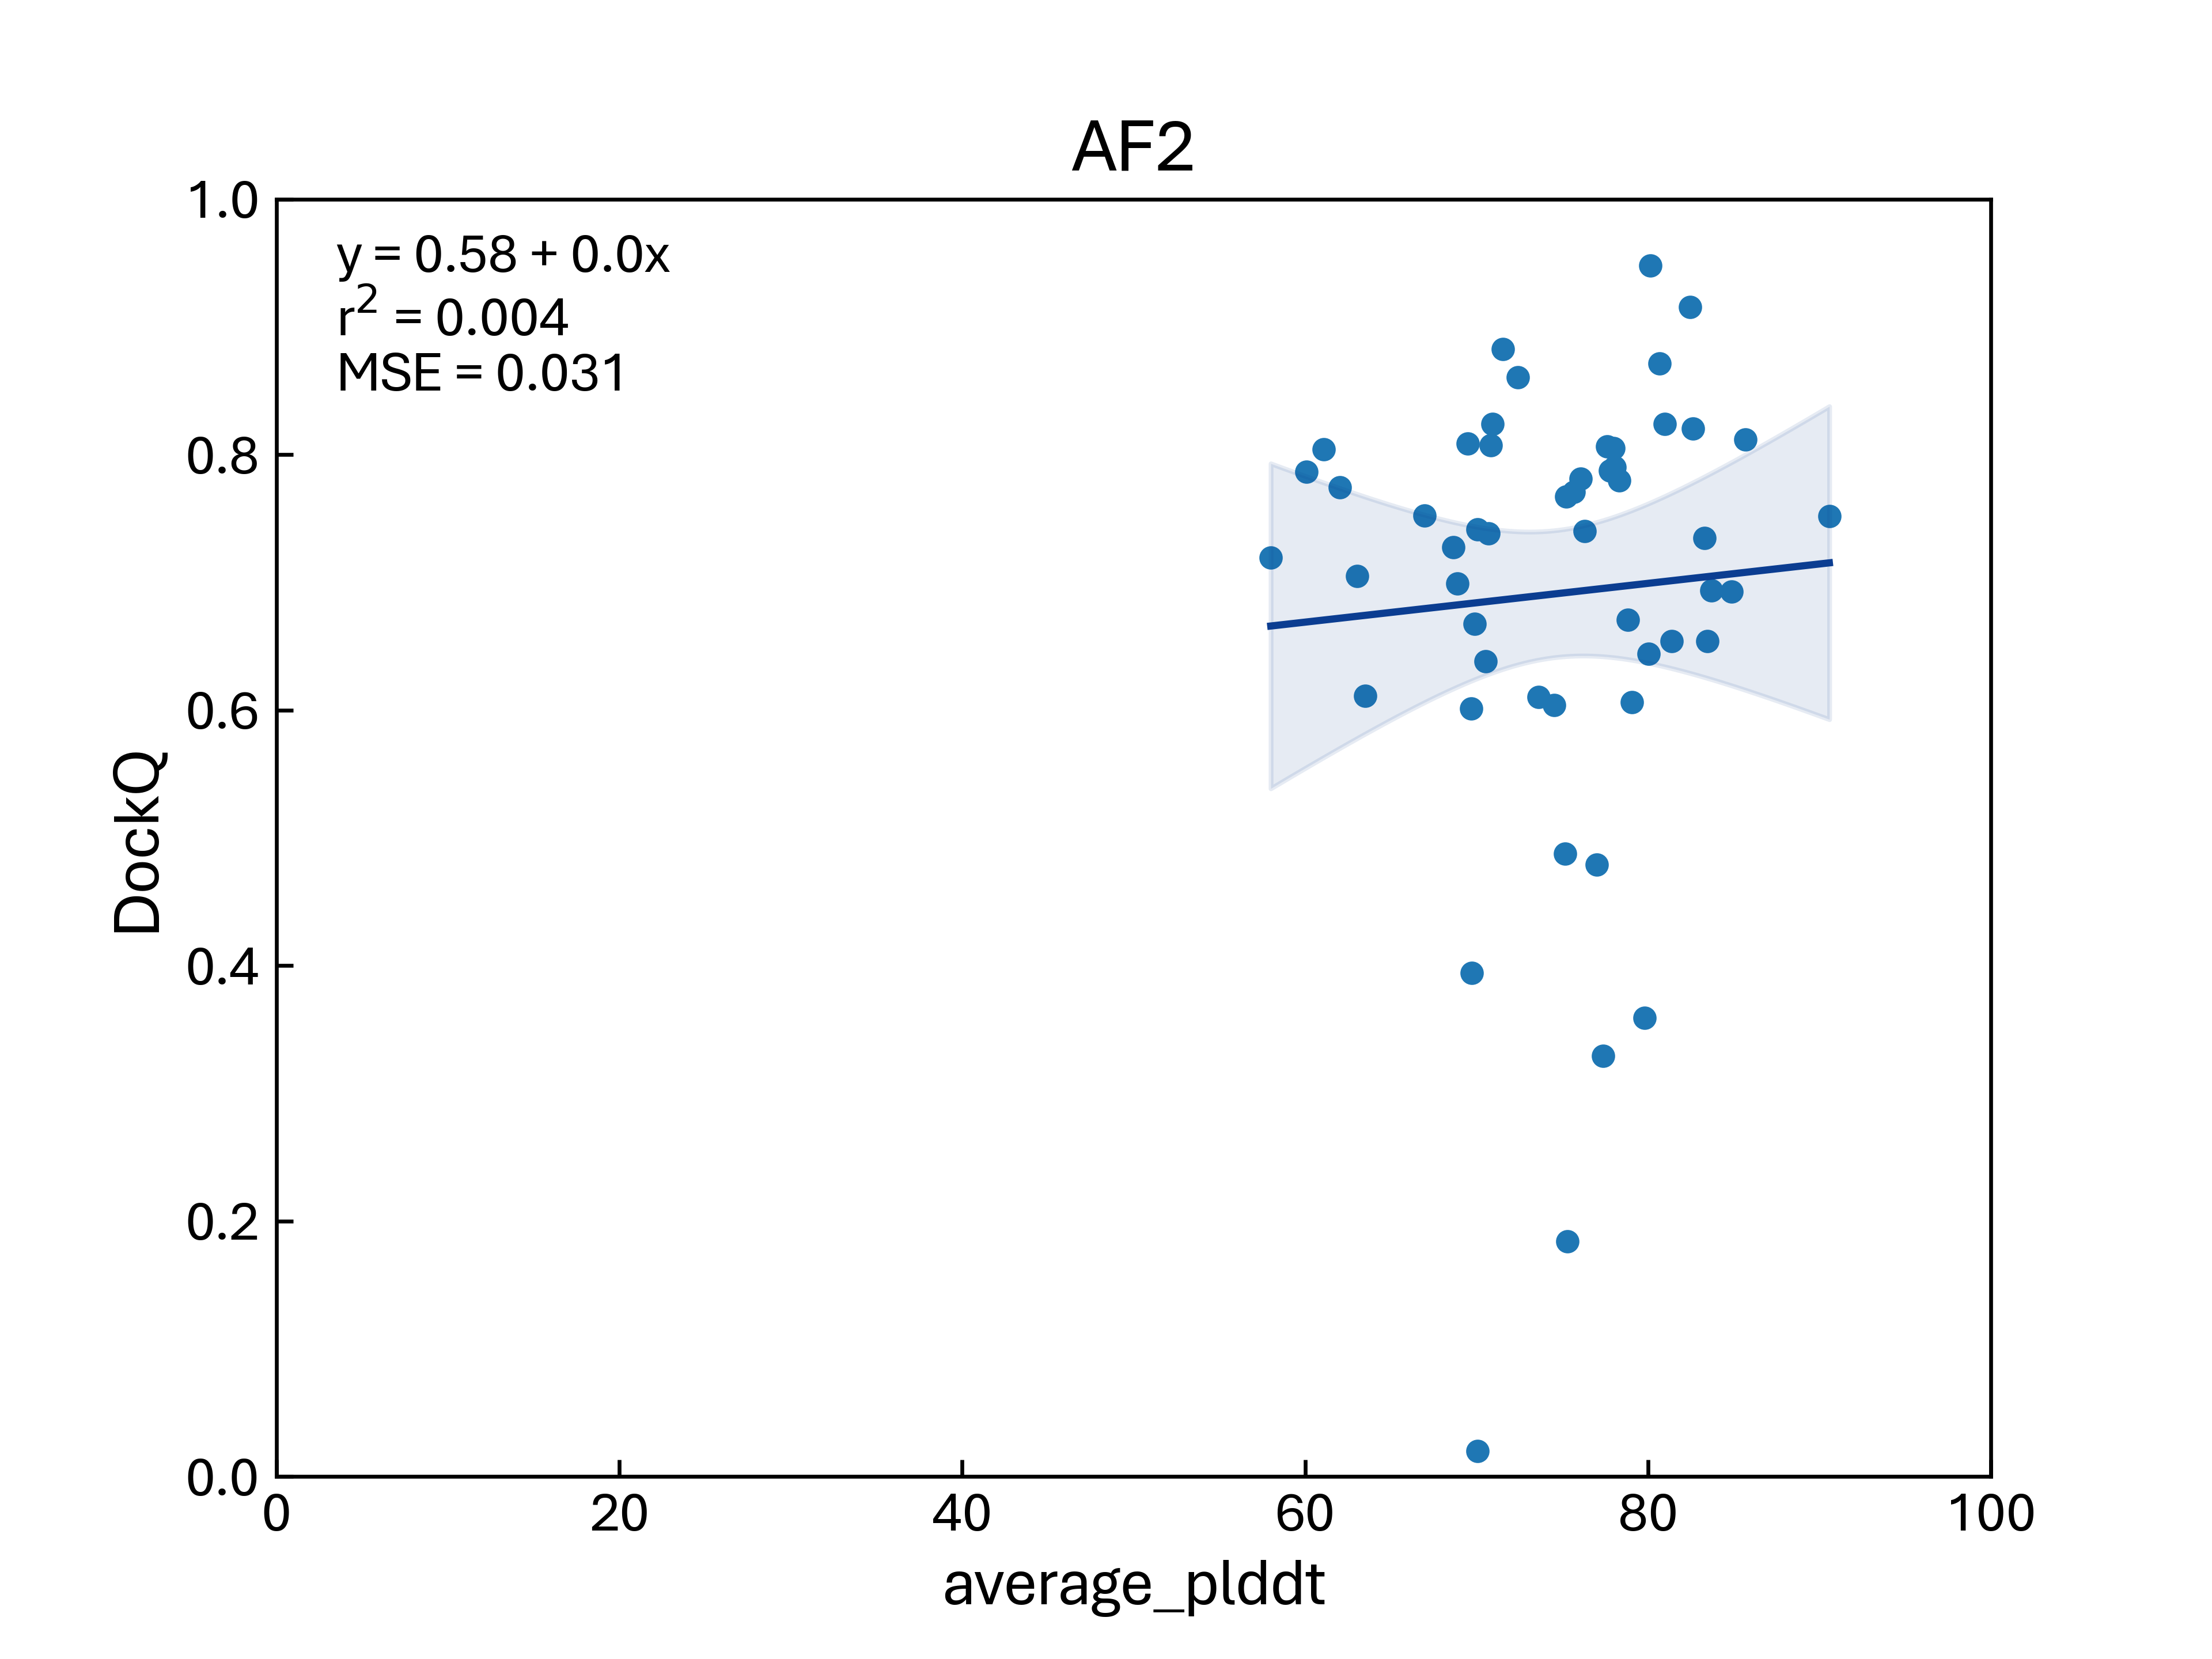 AF2
y = 0.58 + 0.0x
r² = 0.004
MSE = 0.031
1.0
0.8
0.6
0.4
0.2
0.0
DockQ
0 20 40 60 80 100
average_plddt